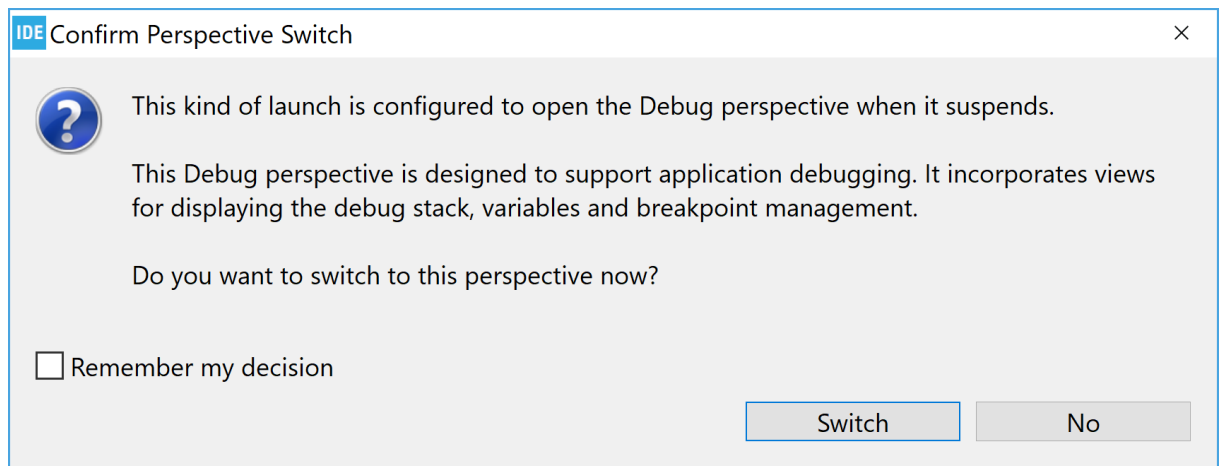 IDE Confirm Perspective Switch
This kind of launch is configured to open the Debug perspective when it suspends.
This Debug perspective is designed to support application debugging. It incorporates views
for displaying the debug stack, variables and breakpoint management.
Do you want to switch to this perspective now?
Remember my decision
Switch No